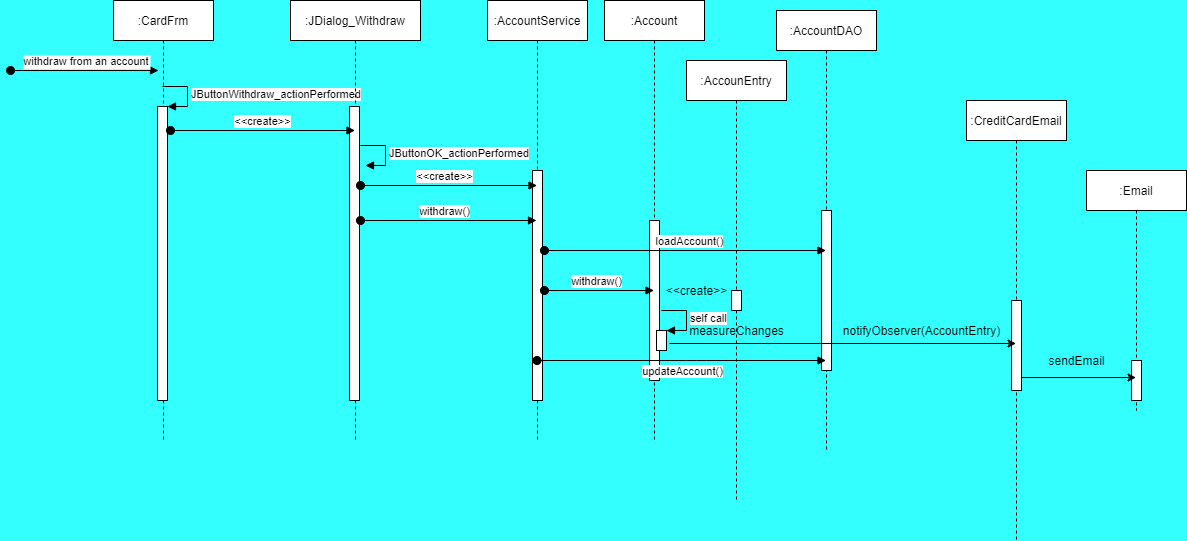 :CardFrm
:JDialog_Withdraw
:AccountService
:Account
:AccountDAO
:AccounEntry
:CreditCardEmail
:Email
withdraw from an account
JButtonWithdraw_actionPerformed
<<create>>
JButtonOK_actionPerformed
<<create>>
withdraw()
loadAccount()
withdraw()
<<create>>
self call
measureChanges
notifyObserver(AccountEntry)
sendEmail
updateAccount()